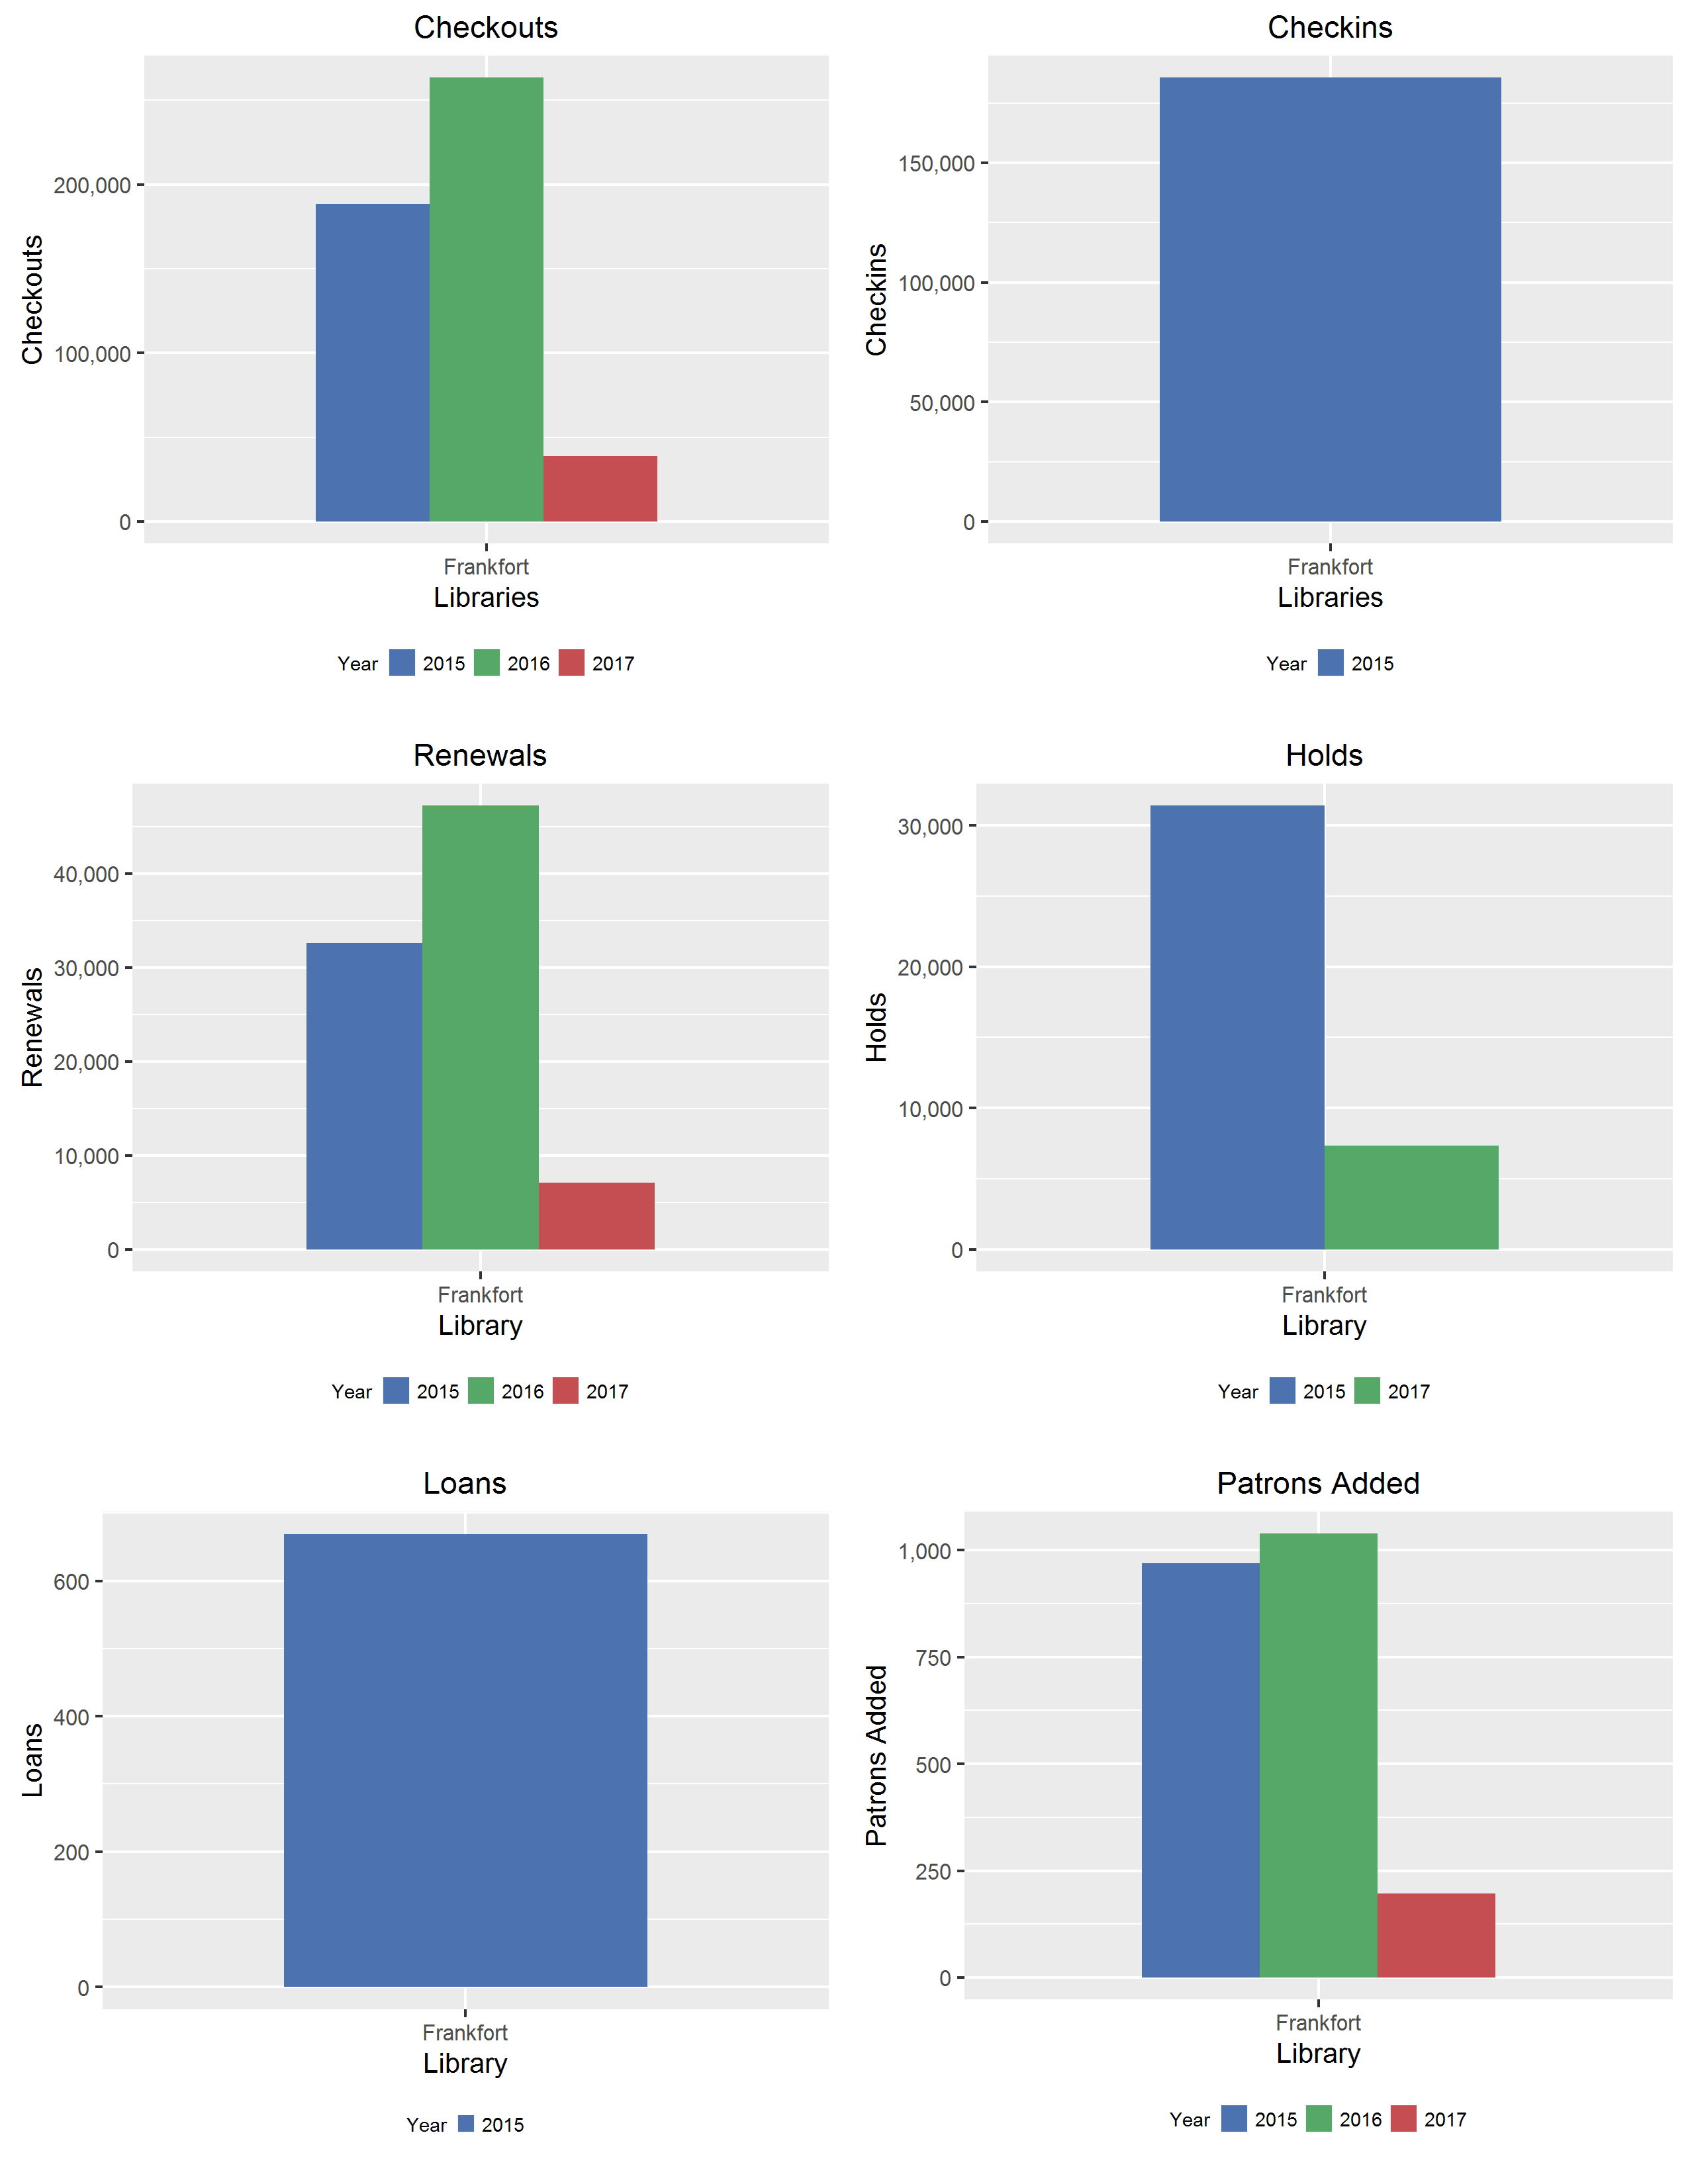 Checkouts
Checkouts
200,000
100,000
0
Frankfort
Libraries
Year 2015 2016 2017
Checkins
Checkins
150,000
100,000
50,000
0
Frankfort
Libraries
Year 2015
Renewals
Renewals
40,000
30,000
20,000
10,000
0
Frankfort
Library
Year 2015 2016 2017
Holds
Holds
30,000
20,000
10,000
0
Frankfort
Library
Year 2015 2017
Loans
Loans
600
400
200
0
Frankfort
Library
Year 2015
Patrons Added
Patrons Added
1,000
750
500
250
0
Frankfort
Library
Year 2015 2016 2017